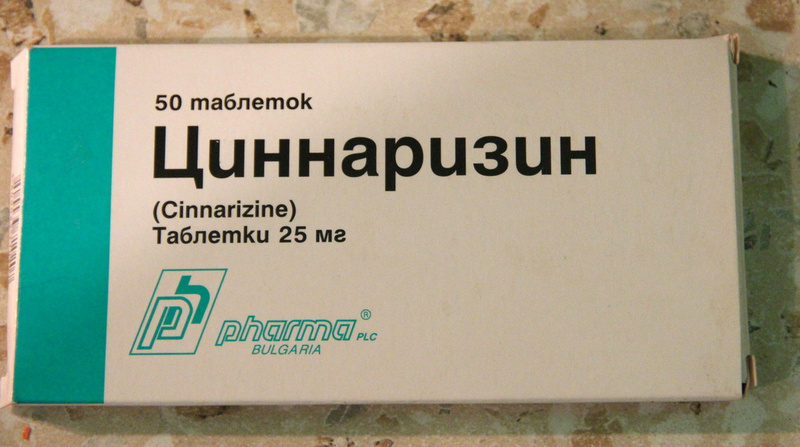 50 таблеток
Циннаризин
(Cinnarizine)
Таблетки 25 мг
ph pharma® PLC
BULGARIA